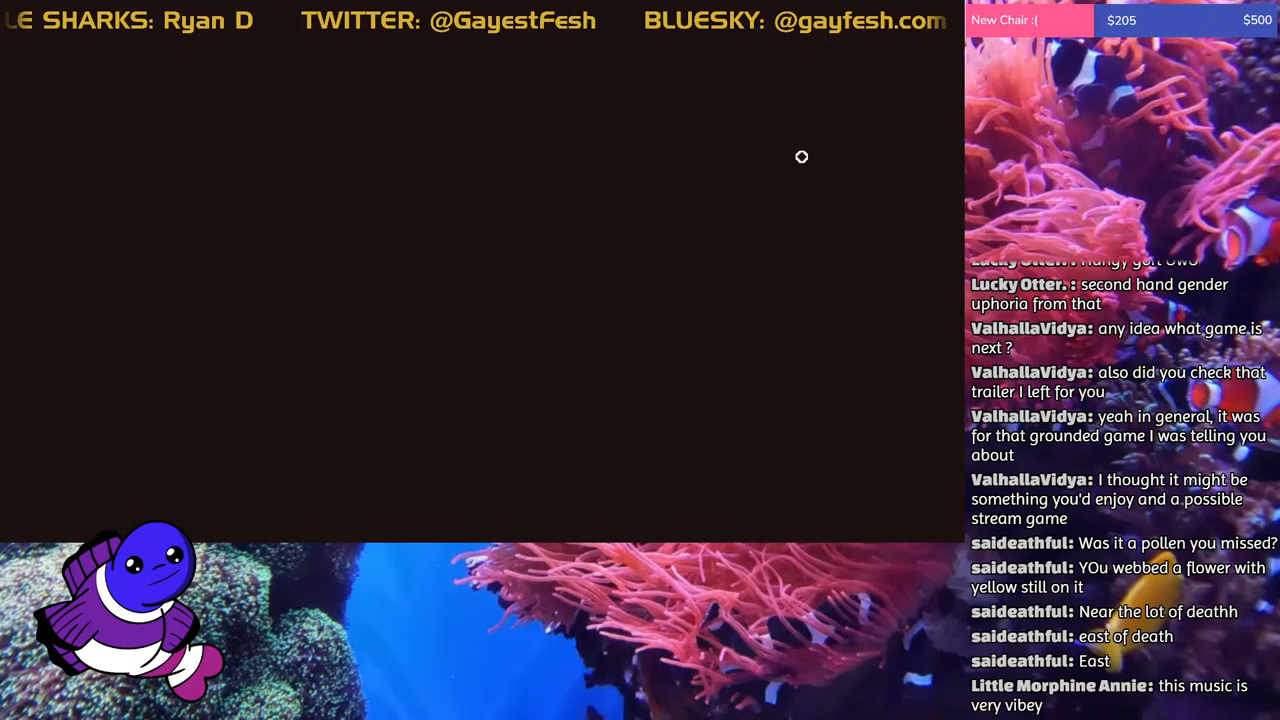 LE SHARKS: Ryan D TWITTER: @GayestFesh BLUESKY: @gayfesh.com
New Chair :( $205 $500
Lucky Otter. :
Lucky Otter. : second hand gender
uphoria from that
ValhallaVidya: any idea what game is
next ?
ValhallaVidya: also did you check that
trailer I left for you
ValhallaVidya: yeah in general, it was
for that grounded game I was telling you
about
ValhallaVidya: I thought it might be
something you'd enjoy and a possible
stream game
saideathful: Was it a pollen you missed?
saideathful: YOu webbed a flower with
yellow still on it
saideathful: Near the lot of deathh
saideathful: east of death
saideathful: East
Little Morphine Annie: this music is
very vibey